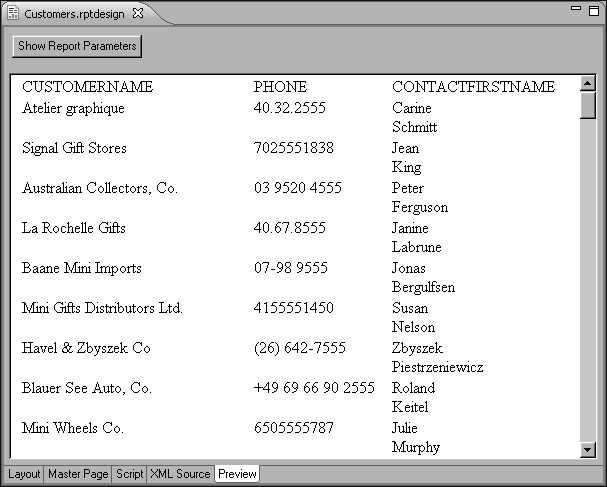 Customers.rptdesign
Show Report Parameters
CUSTOMERNAME PHONE CONTACTFIRSTNAME
Atelier graphique 40.32.2555 Carine
Schmitt
Signal Gift Stores 7025551838 Jean
King
Australian Collectors, Co. 03 9520 4555 Peter
Ferguson
La Rochelle Gifts 40.67.8555 Janine
Labrune
Baane Mini Imports 07-98 9555 Jonas
Bergulfsen
Mini Gifts Distributors Ltd. 4155551450 Susan
Nelson
Havel & Zbyszek Co (26) 642-7555 Zbyszek
Piestrzeniewicz
Blauer See Auto, Co. +49 69 66 90 2555 Roland
Keitel
Mini Wheels Co. 6505555787 Julie
Murphy
Layout Master Page Script XML Source Preview